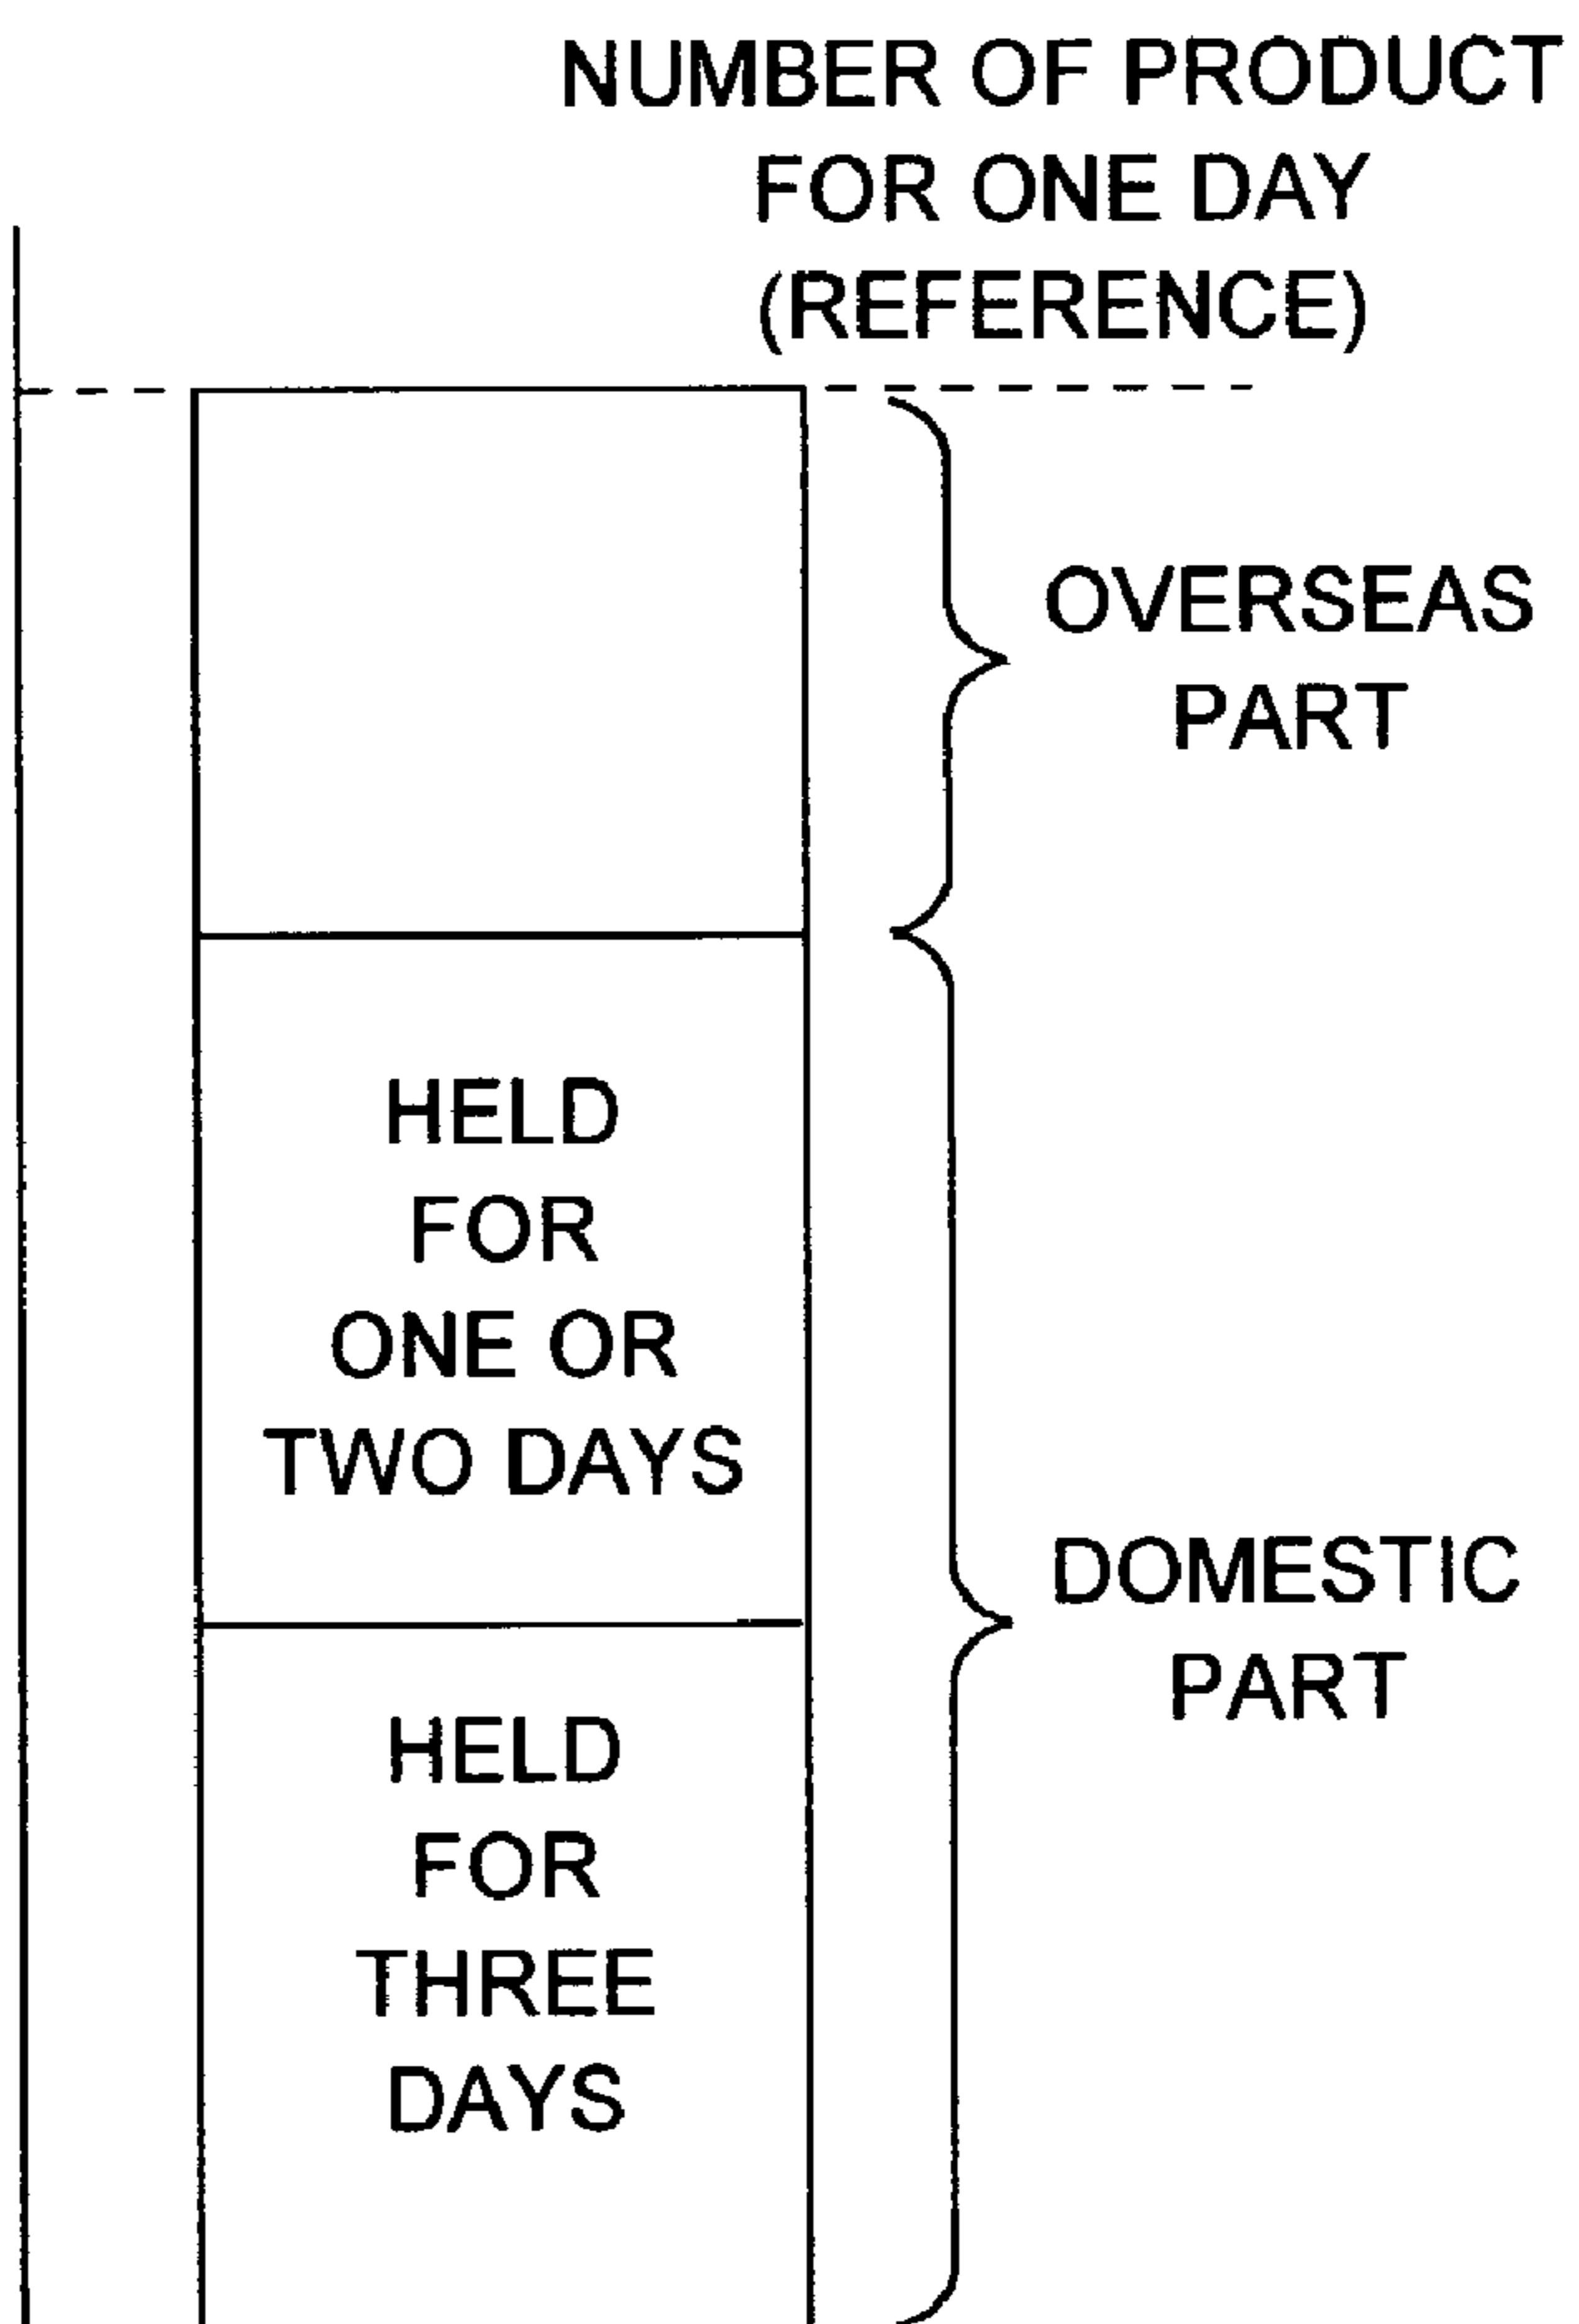 NUMBER OF PRODUCT
FOR ONE DAY
(REFERENCE)
OVERSEAS
PART
HELD
FOR
ONE OR
TWO DAYS
DOMESTIC
PART
HELD
FOR
THREE
DAYS